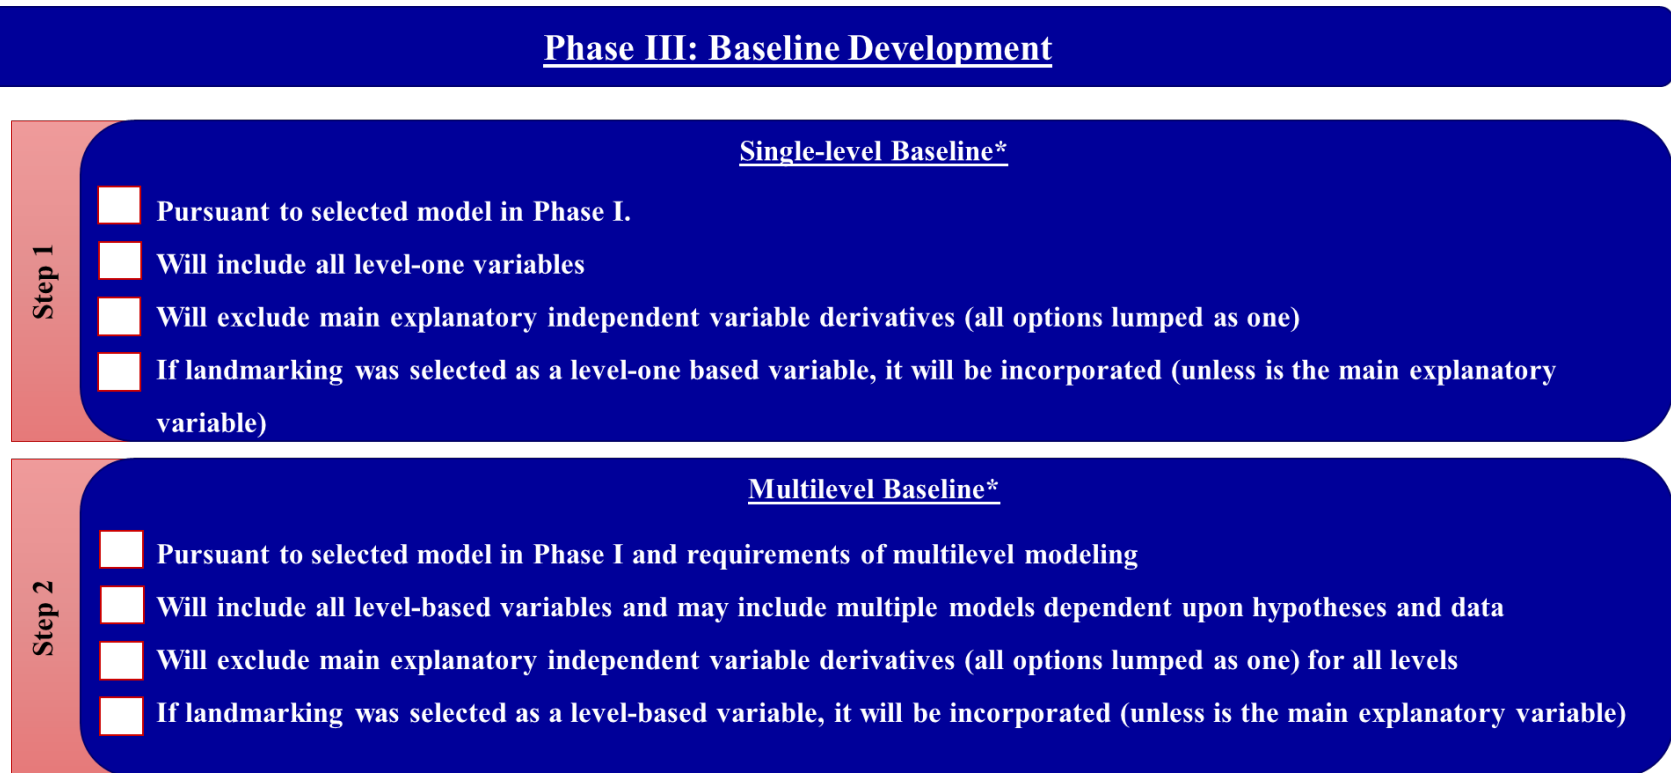 Phase III: Baseline Development
Step 1
Single-level Baseline*
Pursuant to selected model in Phase I.
Will include all level-one variables
Will exclude main explanatory independent variable derivatives (all options lumped as one)
If landmarking was selected as a level-one based variable, it will be incorporated (unless is the main explanatory
variable)
Step 2
Multilevel Baseline*
Pursuant to selected model in Phase I and requirements of multilevel modeling
Will include all level-based variables and may include multiple models dependent upon hypotheses and data
Will exclude main explanatory independent variable derivatives (all options lumped as one) for all levels
If landmarking was selected as a level-based variable, it will be incorporated (unless is the main explanatory variable)